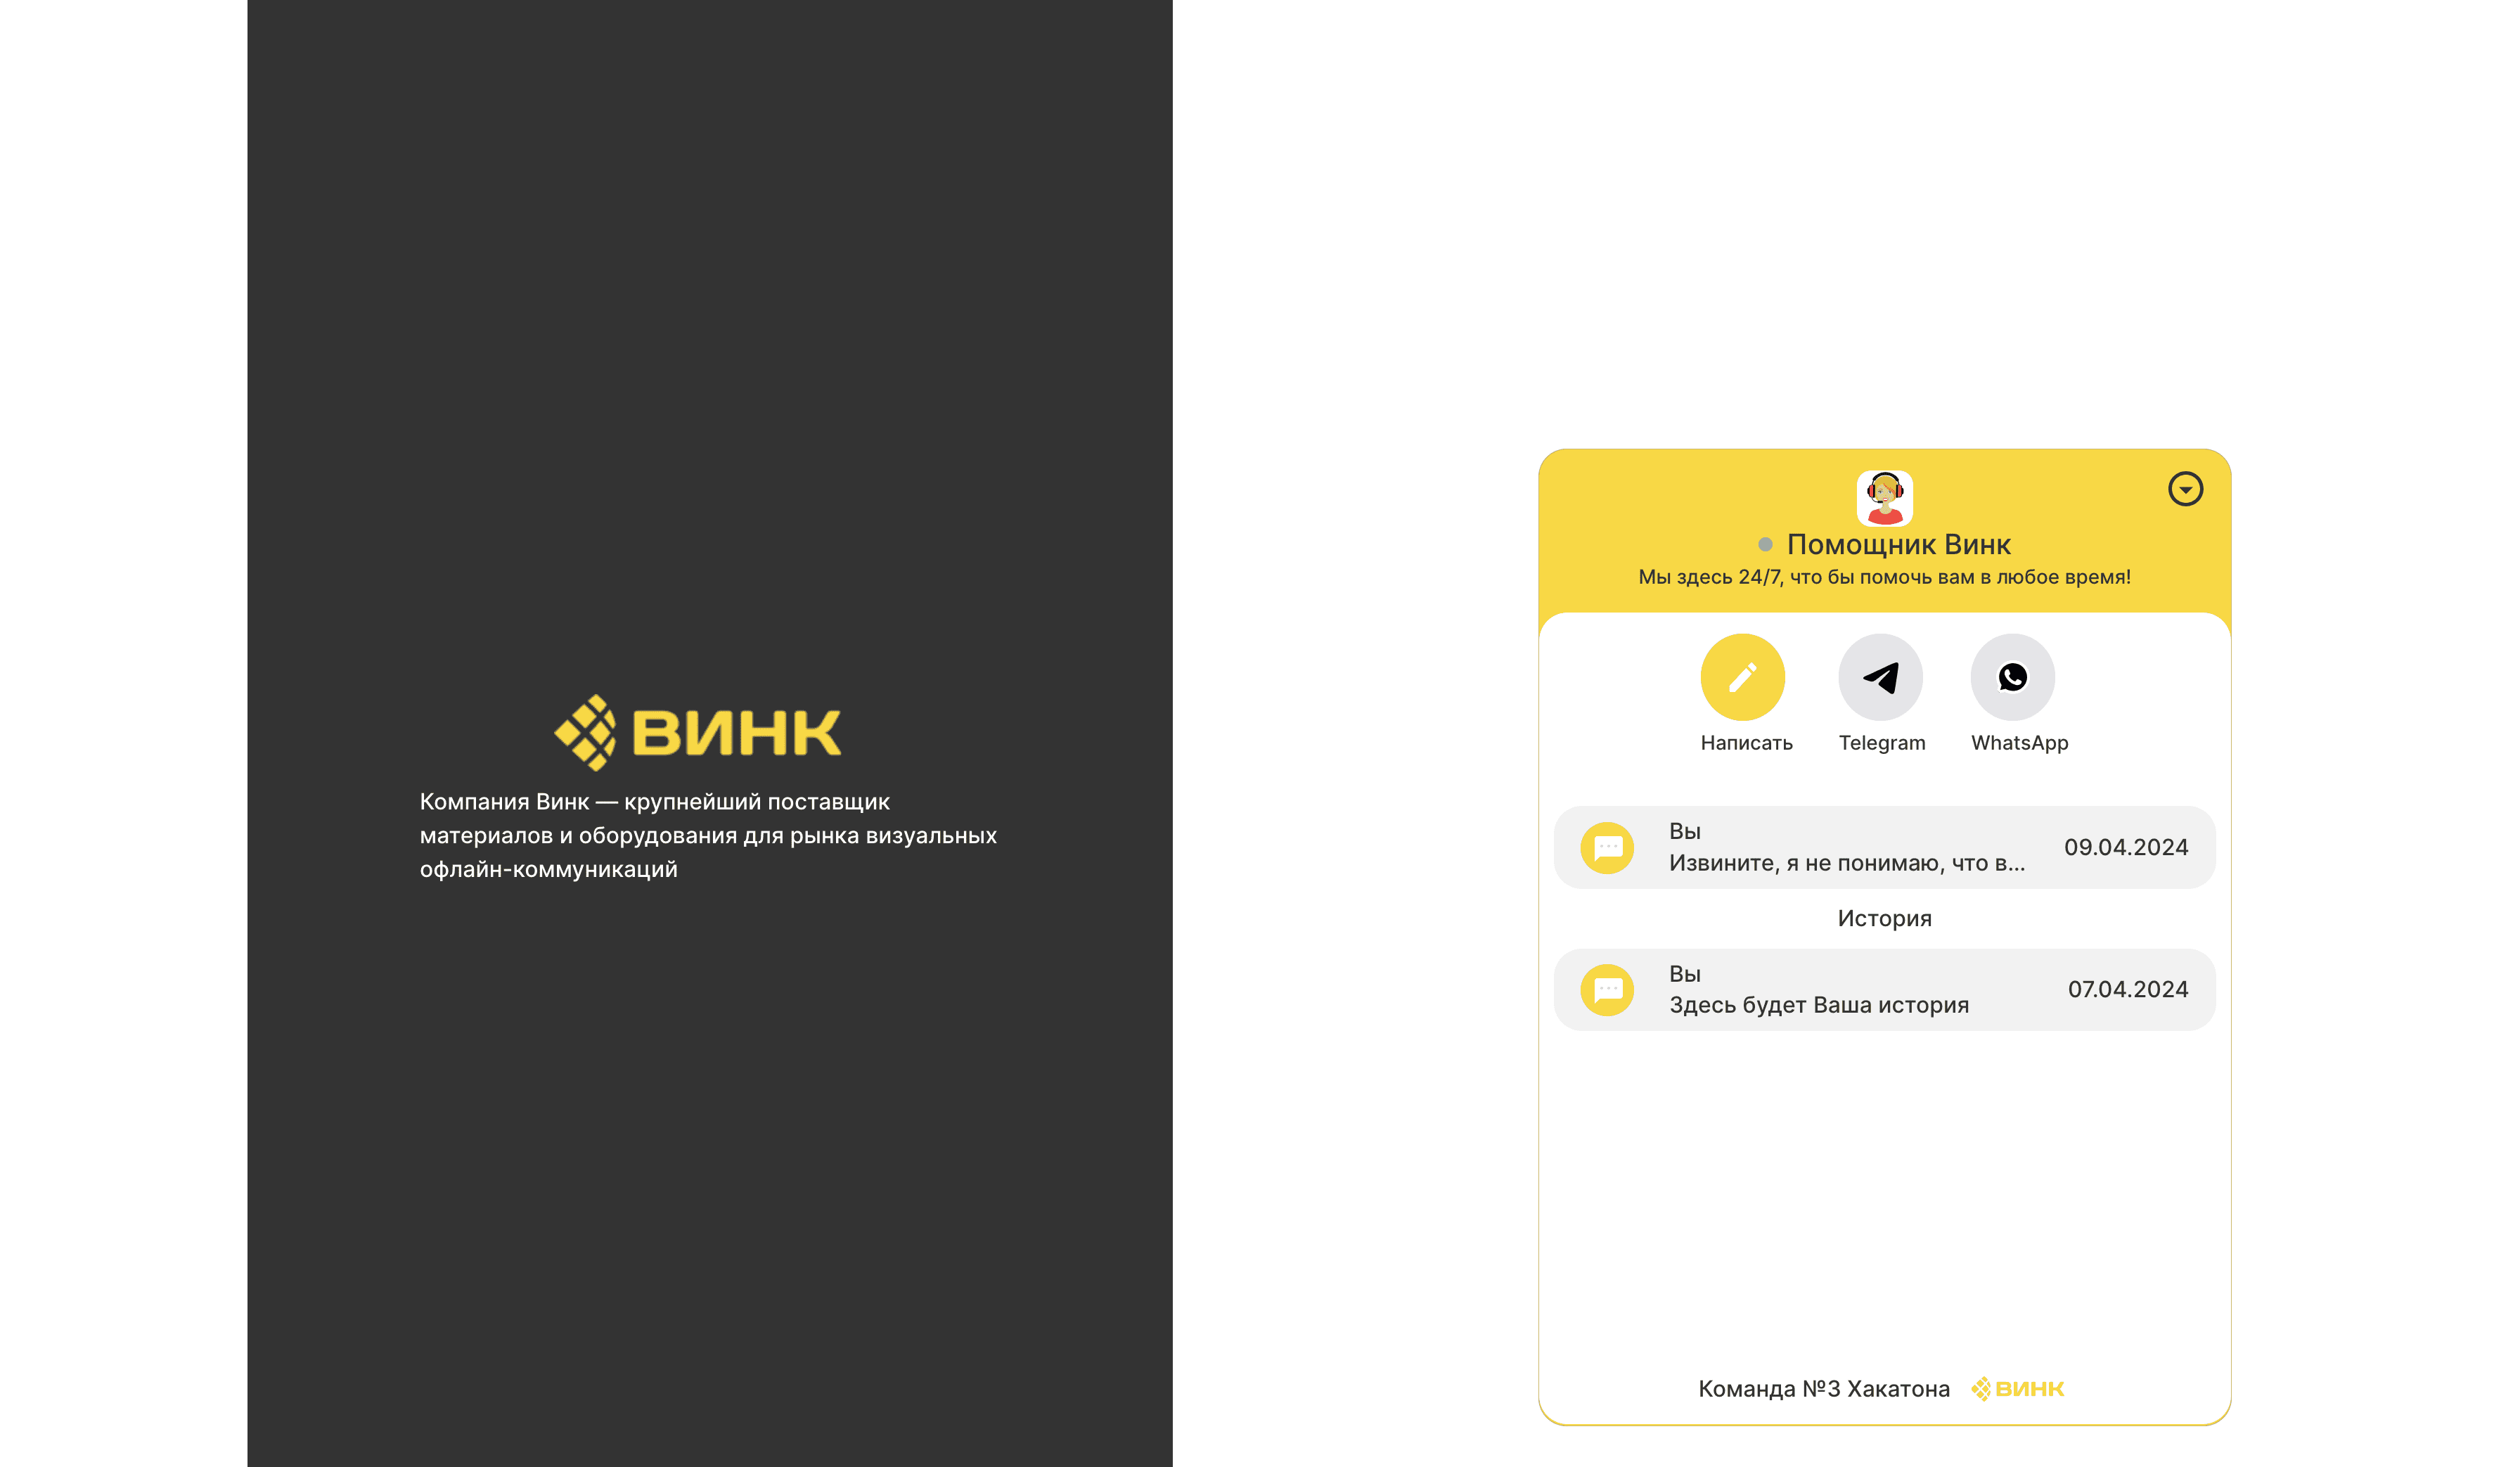 ВИНК
Компания Винк — крупнейший поставщик
материалов и оборудования для рынка визуальных
офлайн-коммуникаций
Помощник Винк
Мы здесь 24/7, что бы помочь вам в любое время!
Написать
Telegram
WhatsApp
Вы
Извините, я не понимаю, что в...
09.04.2024
История
Вы
Здесь будет Ваша история
07.04.2024
Команда №3 Хакатона
ВИНК